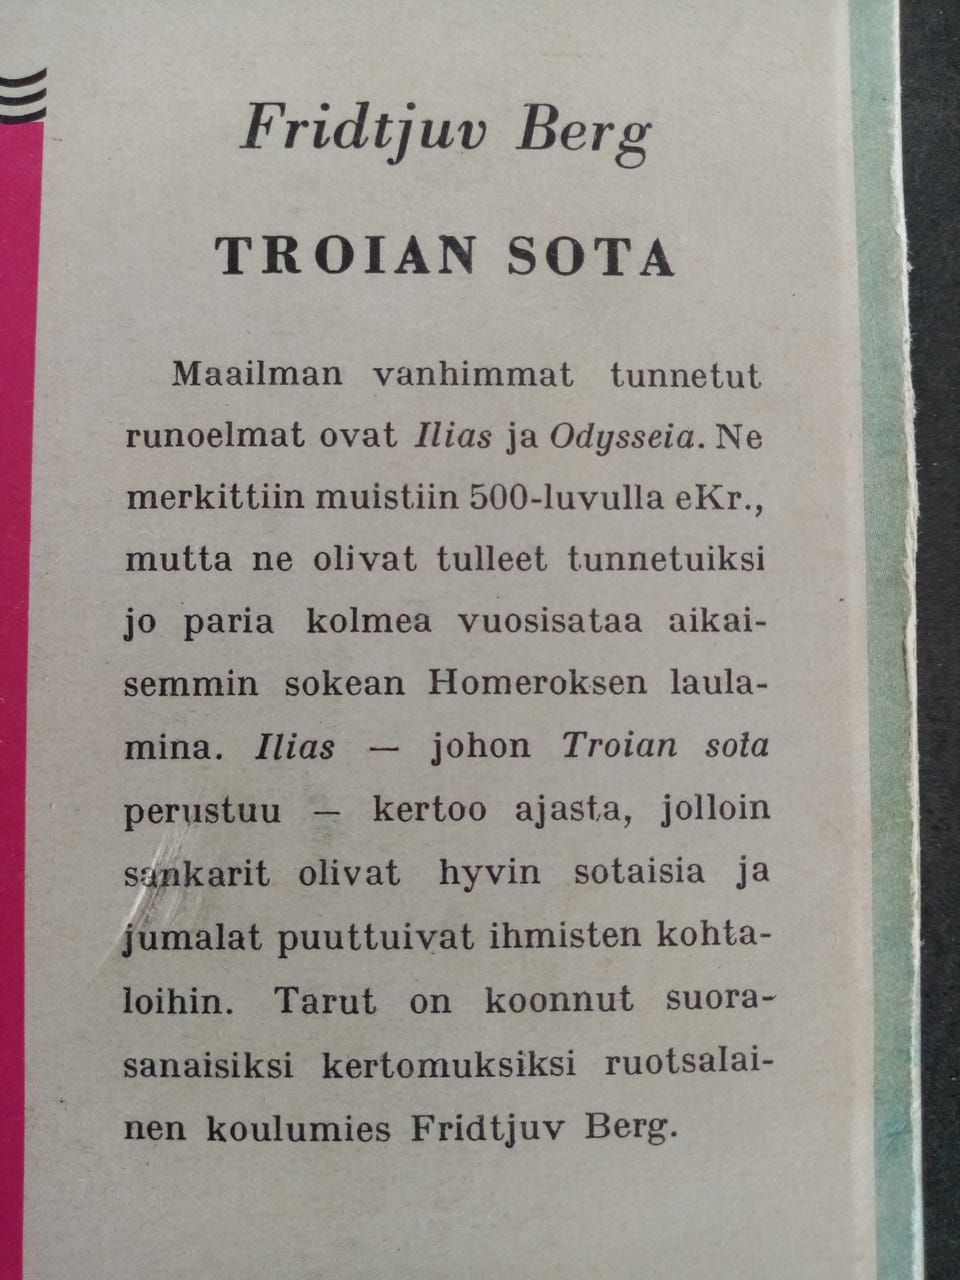 Fridtjuv Berg
TROIAN SOTA
Maailman vanhimmat tunnetut
runoelmat ovat Ilias ja Odysseia. Ne
merkittiin muistiin 500-luvulla eKr.,
mutta ne olivat tulleet tunnetuiksi
jo paria kolmea vuosisataa aikai-
semmin sokean Homeroksen laula-
mina. Ilias — johon Troian sota
perustuu — kertoo ajasta, jolloin
sankarit olivat hyvin sotaisia ja
jumalat puuttuivat ihmisten kohta-
loihin. Tarut on koonnut suora-
sanaisiksi kertomuksiksi ruotsalai-
nen koulumies Fridtjuv Berg.